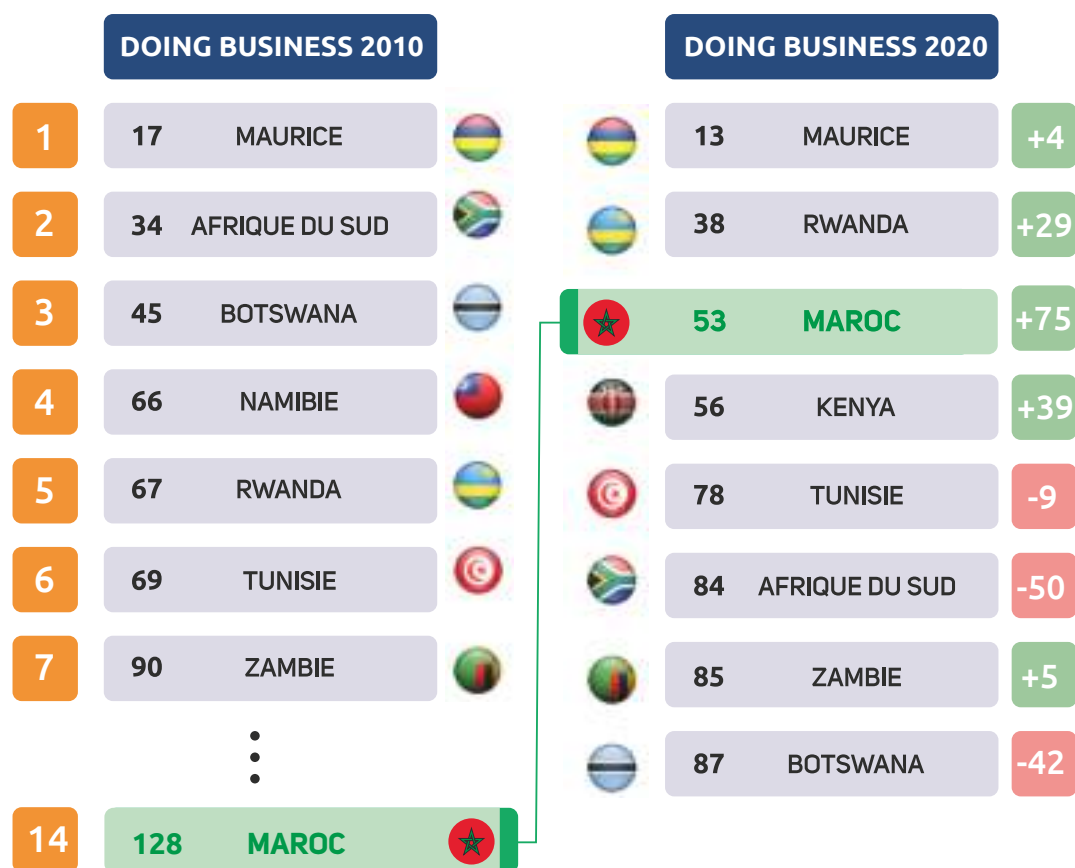 DOING BUSINESS 2010
1 17 MAURICE
2 34 AFRIQUE DU SUD
3 45 BOTSWANA
4 66 NAMIBIE
5 67 RWANDA
6 69 TUNISIE
7 90 ZAMBIE
14 128 MAROC
DOING BUSINESS 2020
13 MAURICE +4
38 RWANDA +29
53 MAROC +75
56 KENYA +39
78 TUNISIE -9
84 AFRIQUE DU SUD -50
85 ZAMBIE +5
87 BOTSWANA -42